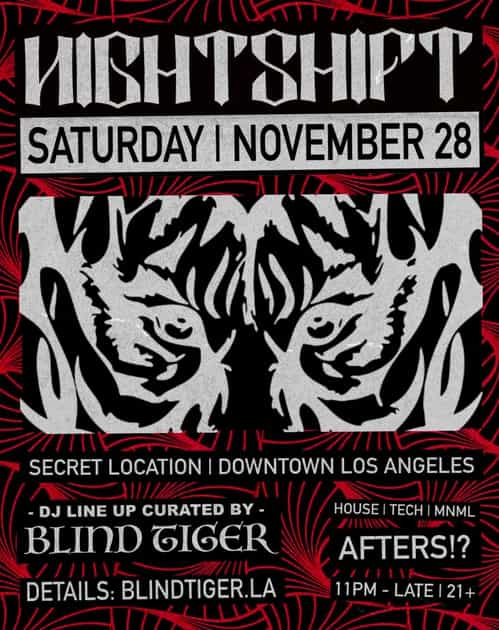 NIGHTSHIFT
SATURDAY | NOVEMBER 28
SECRET LOCATION | DOWNTOWN LOS ANGELES
- DJ LINE UP CURATED BY -
BLIND TIGER
DETAILS: BLINDTIGER.LA
HOUSE | TECH | MNML
AFTERS!?
11PM - LATE | 21+